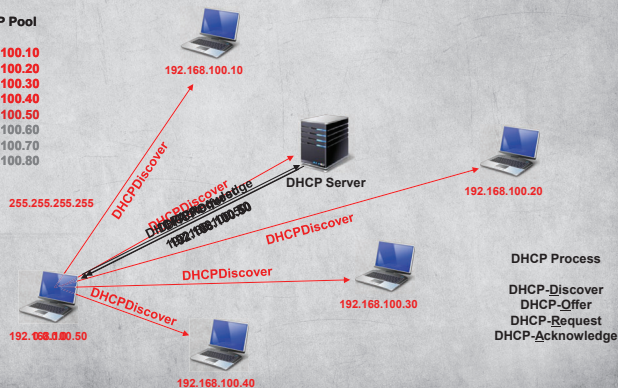 P Pool
100.10
100.20
100.30
100.40
100.50
100.60
100.70
100.80
192.168.100.10
DHCP Server
192.168.100.20
255.255.255.255
DHCPDiscover
DHCPDiscover
DHCPDiscover
DHCPDiscover
DHCPDiscover
192.168.100.30
192.168.100.40
DHCP Process
DHCP-Discover
DHCP-Offer
DHCP-Request
DHCP-Acknowledge